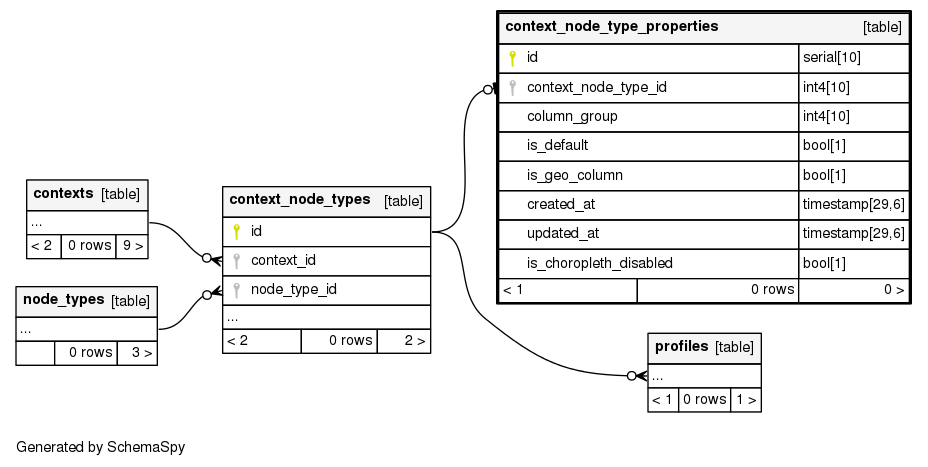 context_node_type_properties [table]
id serial[10]
context_node_type_id int4[10]
column_group int4[10]
is_default bool[1]
is_geo_column bool[1]
created_at timestamp[29,6]
updated_at timestamp[29,6]
is_choropleth_disabled bool[1]
< 1 0 rows 0 >
contexts [table]
...
< 2 0 rows 9 >
node_types [table]
...
0 rows 3 >
context_node_types [table]
id
context_id
node_type_id
...
< 2 0 rows 2 >
profiles [table]
...
< 1 0 rows 1 >
Generated by SchemaSpy